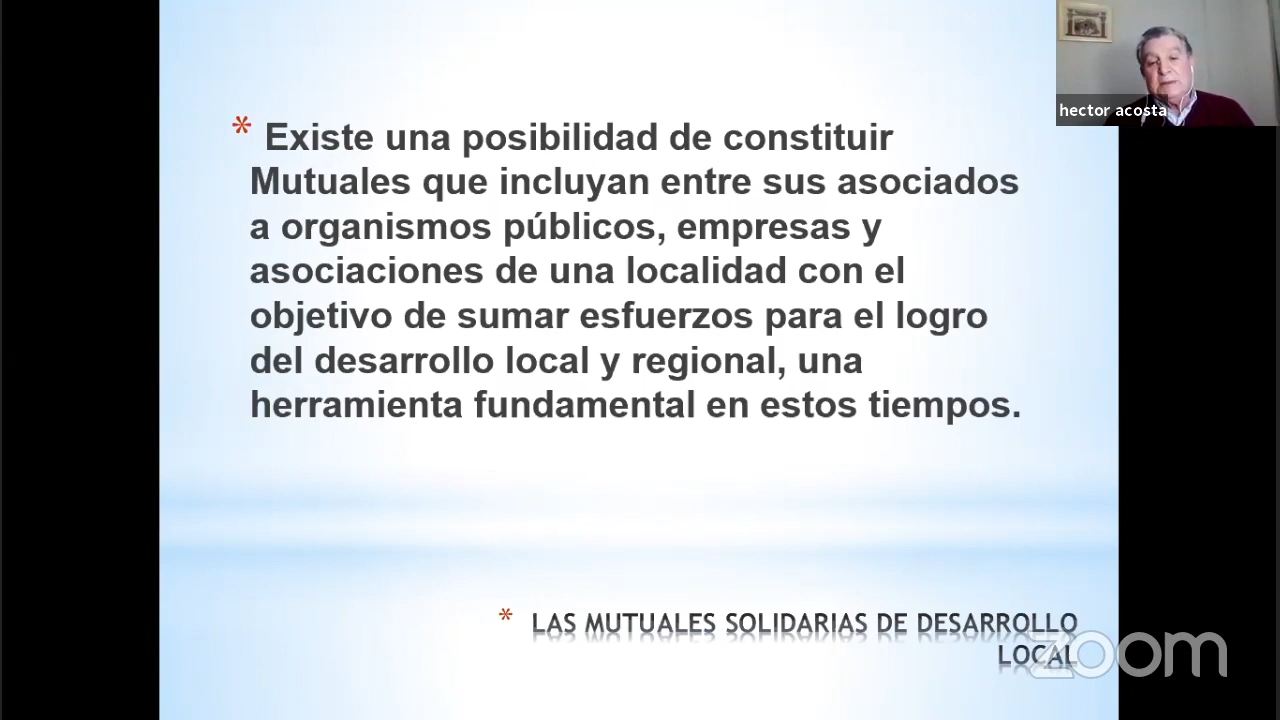 hector acosta
* Existe una posibilidad de constituir
Mutuales que incluyan entre sus asociados
a organismos públicos, empresas y
asociaciones de una localidad con el
objetivo de sumar esfuerzos para el logro
del desarrollo local y regional, una
herramienta fundamental en estos tiempos.
* LAS MUTUALES SOLIDARIAS DE DESARROLLO
LOCAL
zoom